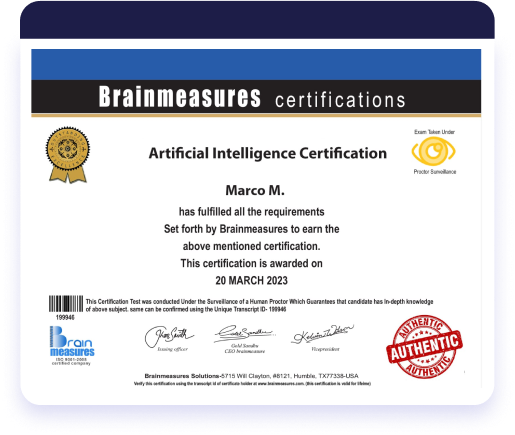 Brainmeasures certifications
Exam Taken Under
Proctor Surveillance
Artificial Intelligence Certification
Marco M.
has fulfilled all the requirements
Set forth by Brainmeasures to earn the
above mentioned certification.
This certification is awarded on
20 MARCH 2023
This Certification Test was conducted Under the Surveillance of a Human Proctor Which Guarantees that candidate has In-depth knowledge
of above subject. same can be confirmed using the Unique Transcript ID- 199946
199946
Brain
measures
ISO 9001:2008
certified company
Issuing officer
Gold Sandhu
CEO brainmeasure
Vicepresident
AUTHENTIC
AUTHENTIC
AUTHENTIC
Brainmeasures Solutions-5715 Will Clayton, #6121, Humble, TX77338-USA
Verify this certification using the transcript id of certificate holder at www.brainmeasures.com. (this certification is valid for lifetime)